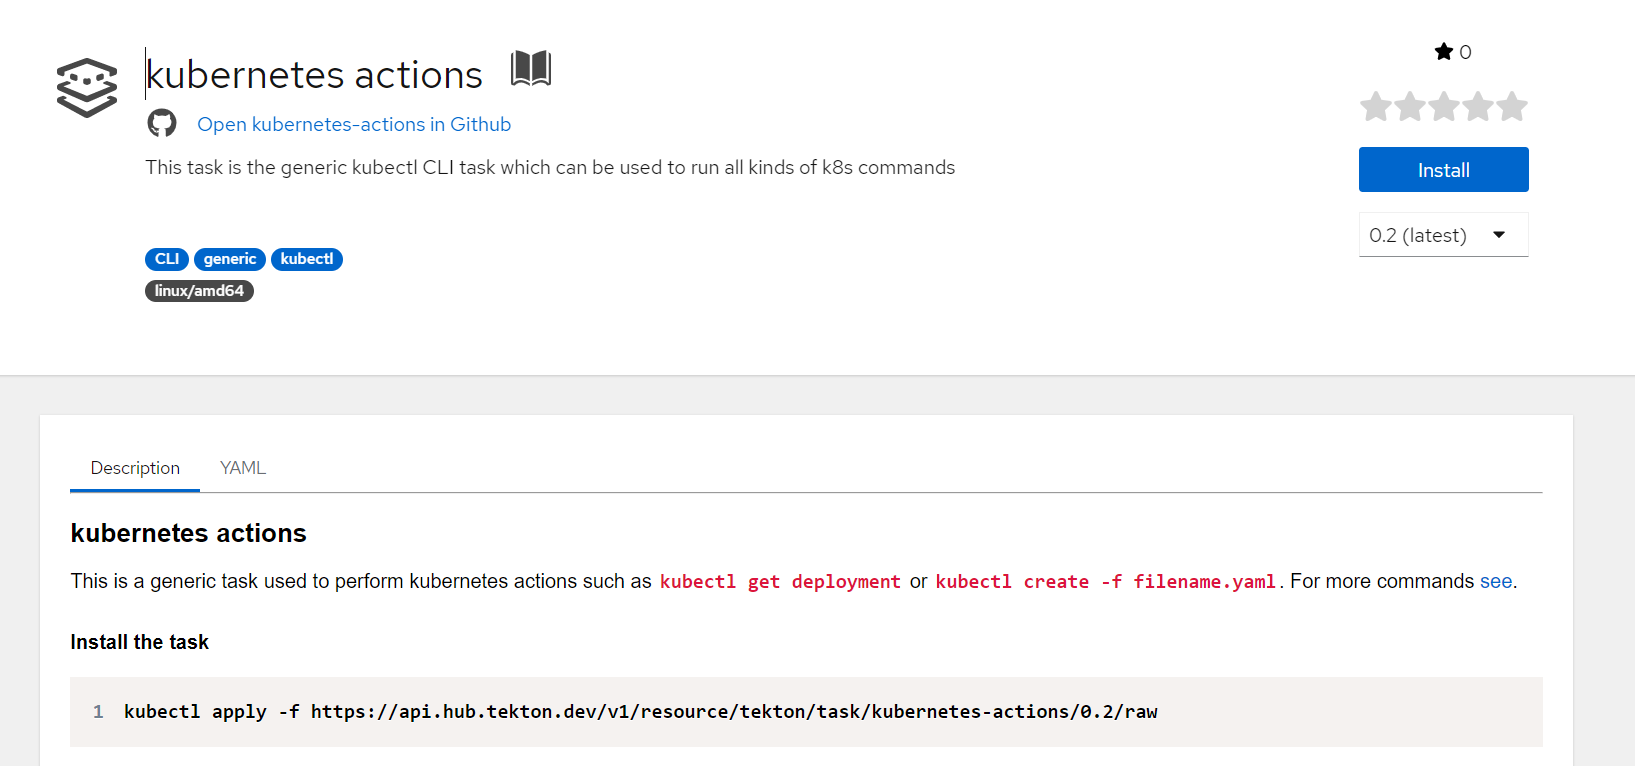 kubernetes actions
★ 0
Open kubernetes-actions in Github
This task is the generic kubectl CLI task which can be used to run all kinds of k8s commands
Install
0.2 (latest)
CLI generic kubectl
linux/amd64
Description YAML
kubernetes actions
This is a generic task used to perform kubernetes actions such as kubectl get deployment or kubectl create -f filename.yaml. For more commands see.
Install the task
1 kubectl apply -f https://api.hub.tekton.dev/v1/resource/tekton/task/kubernetes-actions/0.2/raw